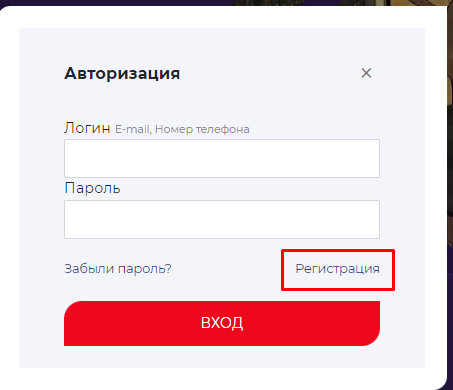 Авторизация ×
Логин E-mail, Номер телефона
Пароль
Забыли пароль? Регистрация
ВХОД